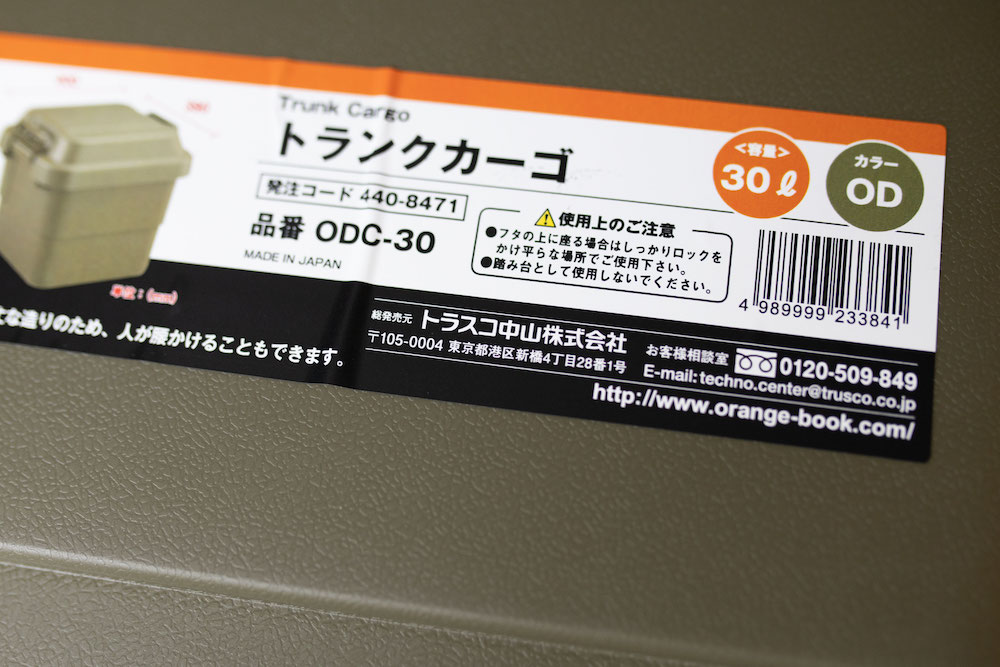 Trunk Cargo
トランクカーゴ
発注コード 440-8471
品番 ODC-30
MADE IN JAPAN
<容量>
30ℓ
カラー
OD
使用上のご注意
●フタの上に座る場合はしっかりロックを
かけ平らな場所でご使用下さい。
●踏み台として使用しないでください。
4 989999 233841
単位：(mm)
な造りのため、人が腰かけることもできます。
総発売元 トラスコ中山株式会社
〒105-0004 東京都港区新橋4丁目28番1号
お客様相談室 0120-509-849
E-mail:techno.center@trusco.co.jp
http://www.orange-book.com/